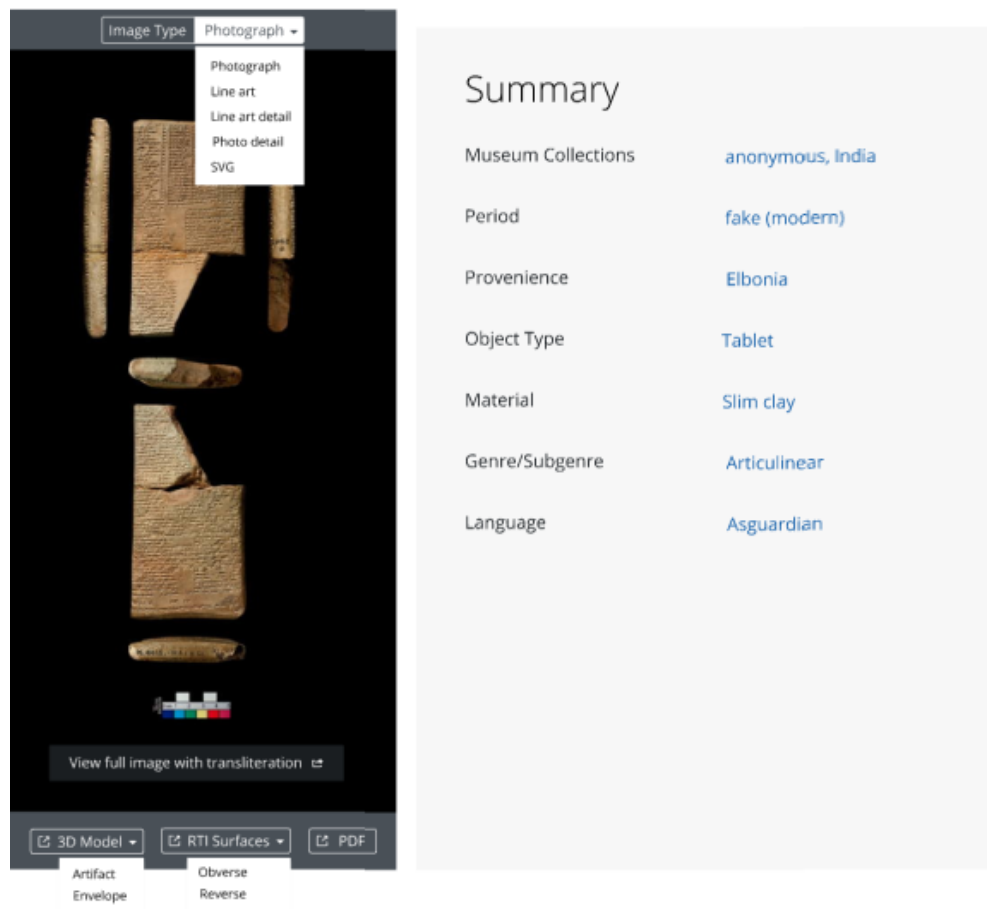 Image Type
Photograph
Photograph
Line art
Line art detail
Photo detail
SVG
View full image with transliteration
3D Model
RTI Surfaces
PDF
Artifact
Envelope
Obverse
Reverse
Summary
Museum Collections anonymous, India
Period fake (modern)
Provenience Elbonia
Object Type Tablet
Material Slim clay
Genre/Subgenre Articulinear
Language Asguardian